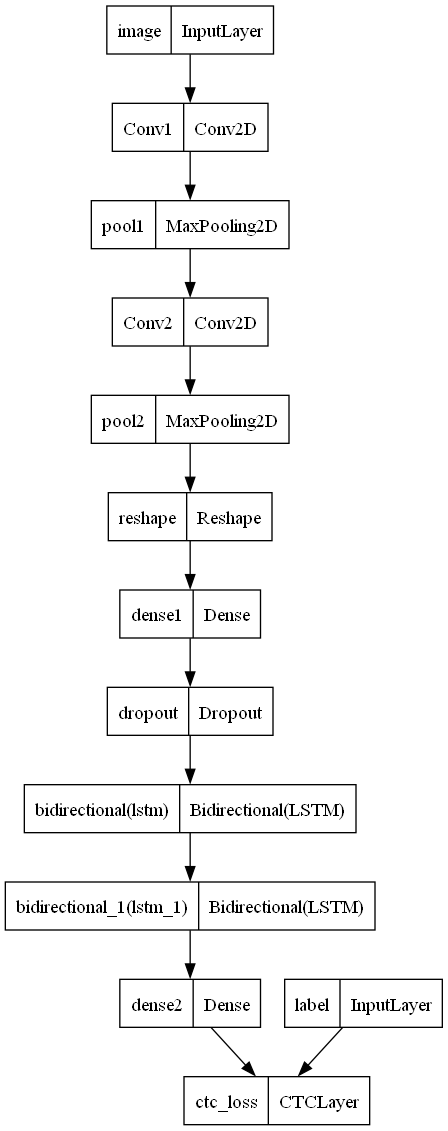 image InputLayer
Conv1 Conv2D
pool1 MaxPooling2D
Conv2 Conv2D
pool2 MaxPooling2D
reshape Reshape
dense1 Dense
dropout Dropout
bidirectional(lstm) Bidirectional(LSTM)
bidirectional_1(lstm_1) Bidirectional(LSTM)
dense2 Dense label InputLayer
ctc_loss CTCLayer